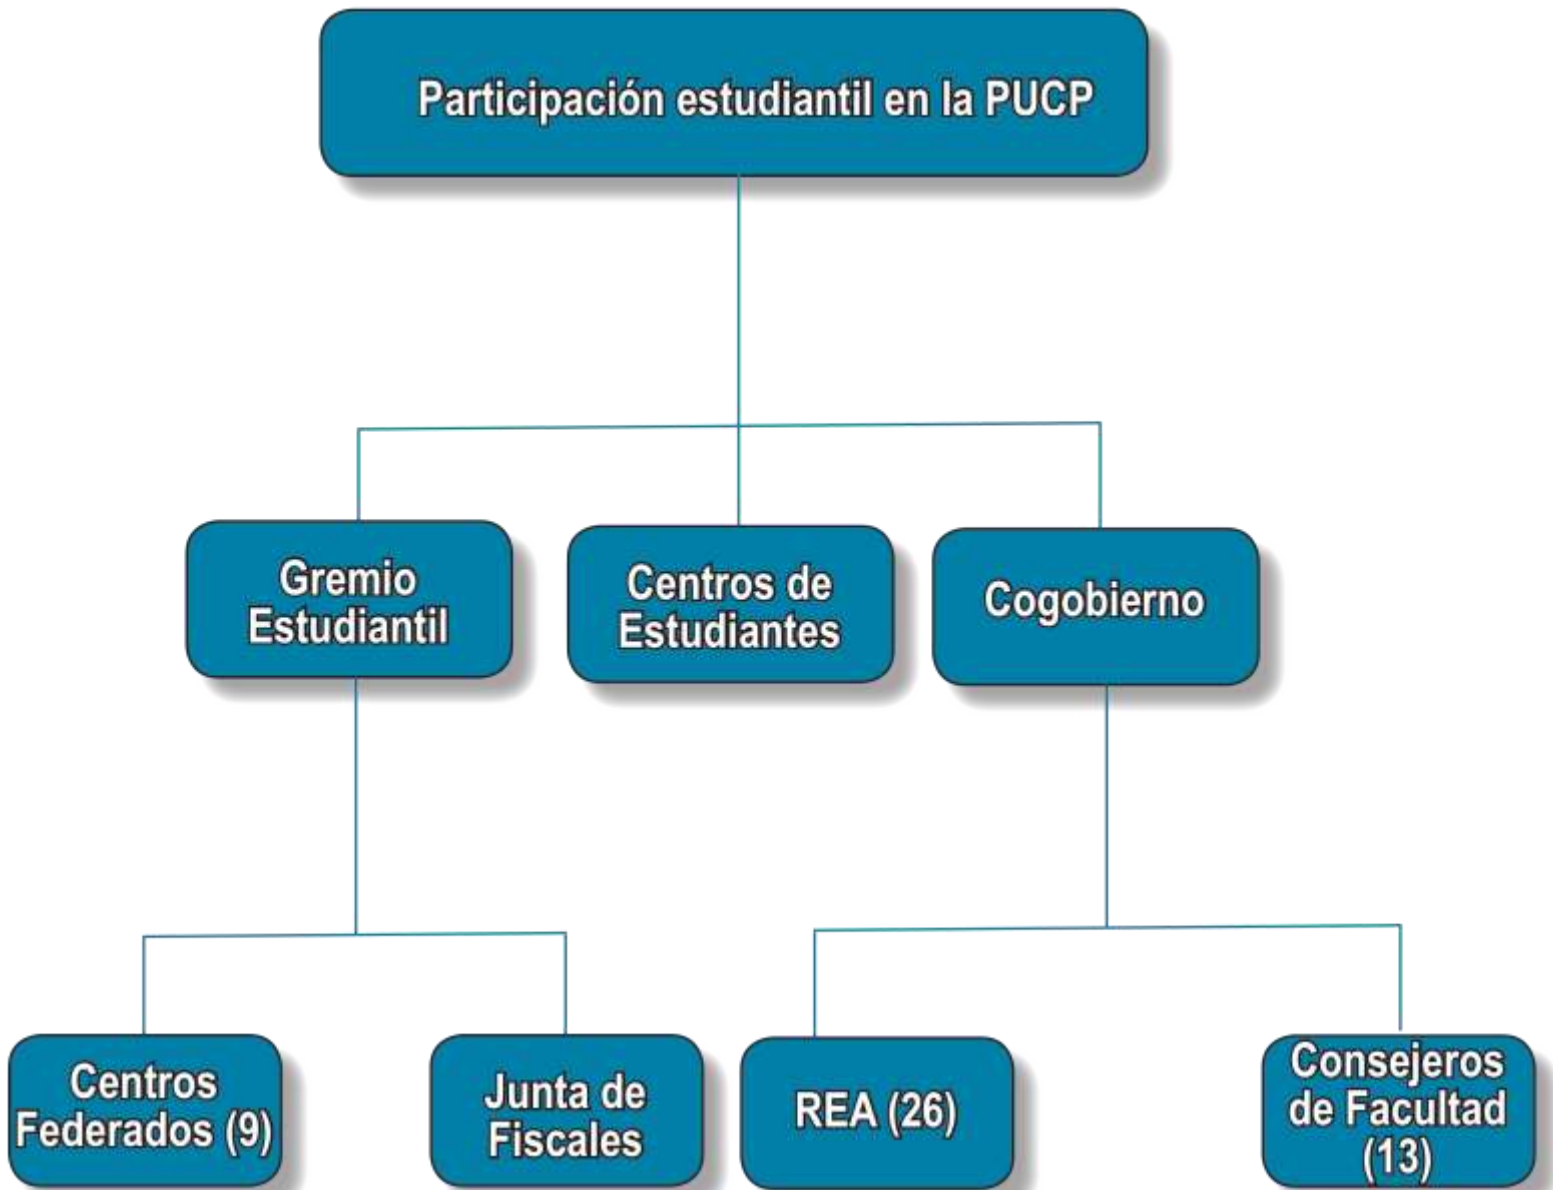 Participación estudiantil en la PUCP
Gremio
Estudiantil
Centros de
Estudiantes
Cogobierno
Centros
Federados (9)
Junta de
Fiscales
REA (26)
Consejeros
de Facultad
(13)